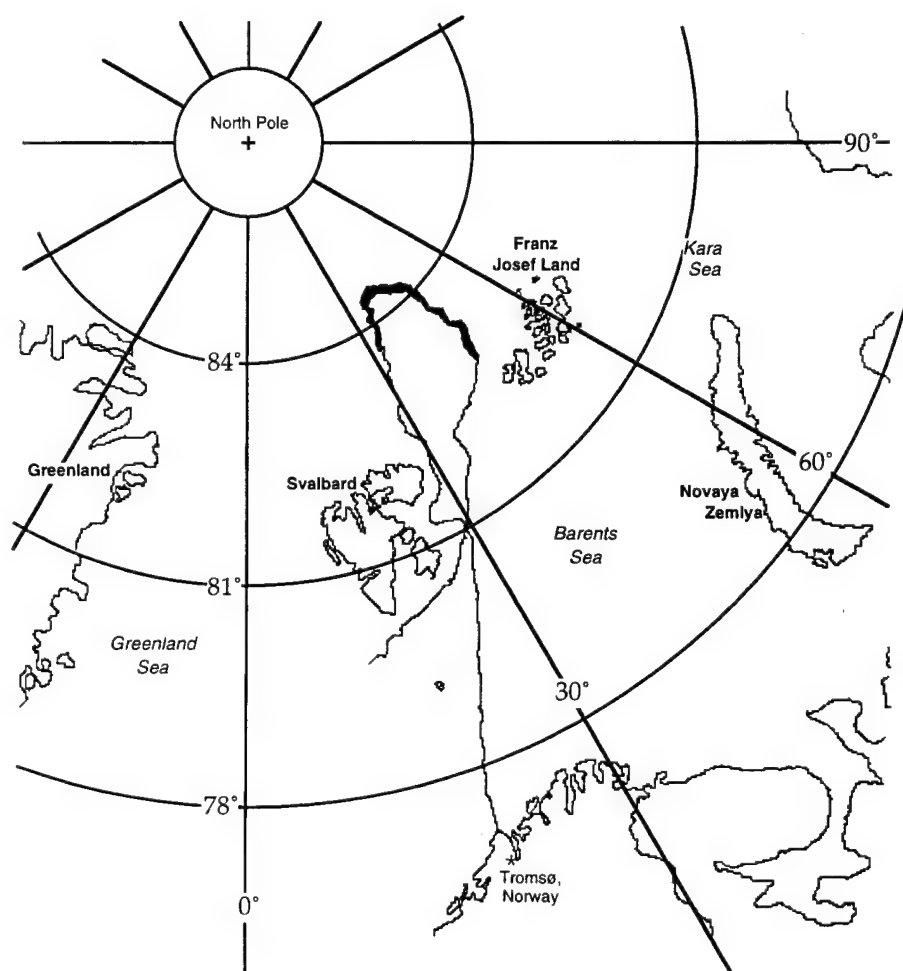 North Pole
+
90°
Franz
Josef Land
Kara
Sea
84°
Greenland
Svalbard
60°
Novaya
Zemlya
Barents
Sea
81°
Greenland
Sea
30°
78°
*
Tromsø,
Norway
0°